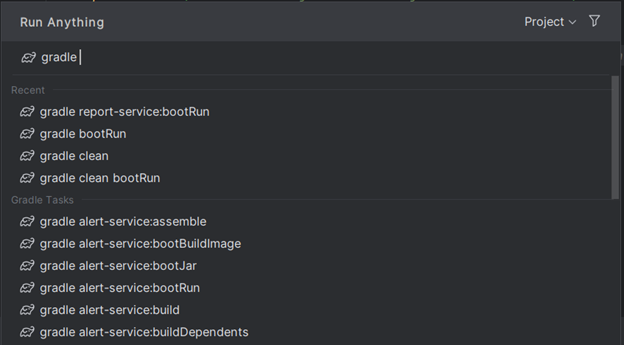 Run Anything
Project
gradle
Recent
gradle report-service:bootRun
gradle bootRun
gradle clean
gradle clean bootRun
Gradle Tasks
gradle alert-service:assemble
gradle alert-service:bootBuildImage
gradle alert-service:bootJar
gradle alert-service:bootRun
gradle alert-service:build
gradle alert-service:buildDependents